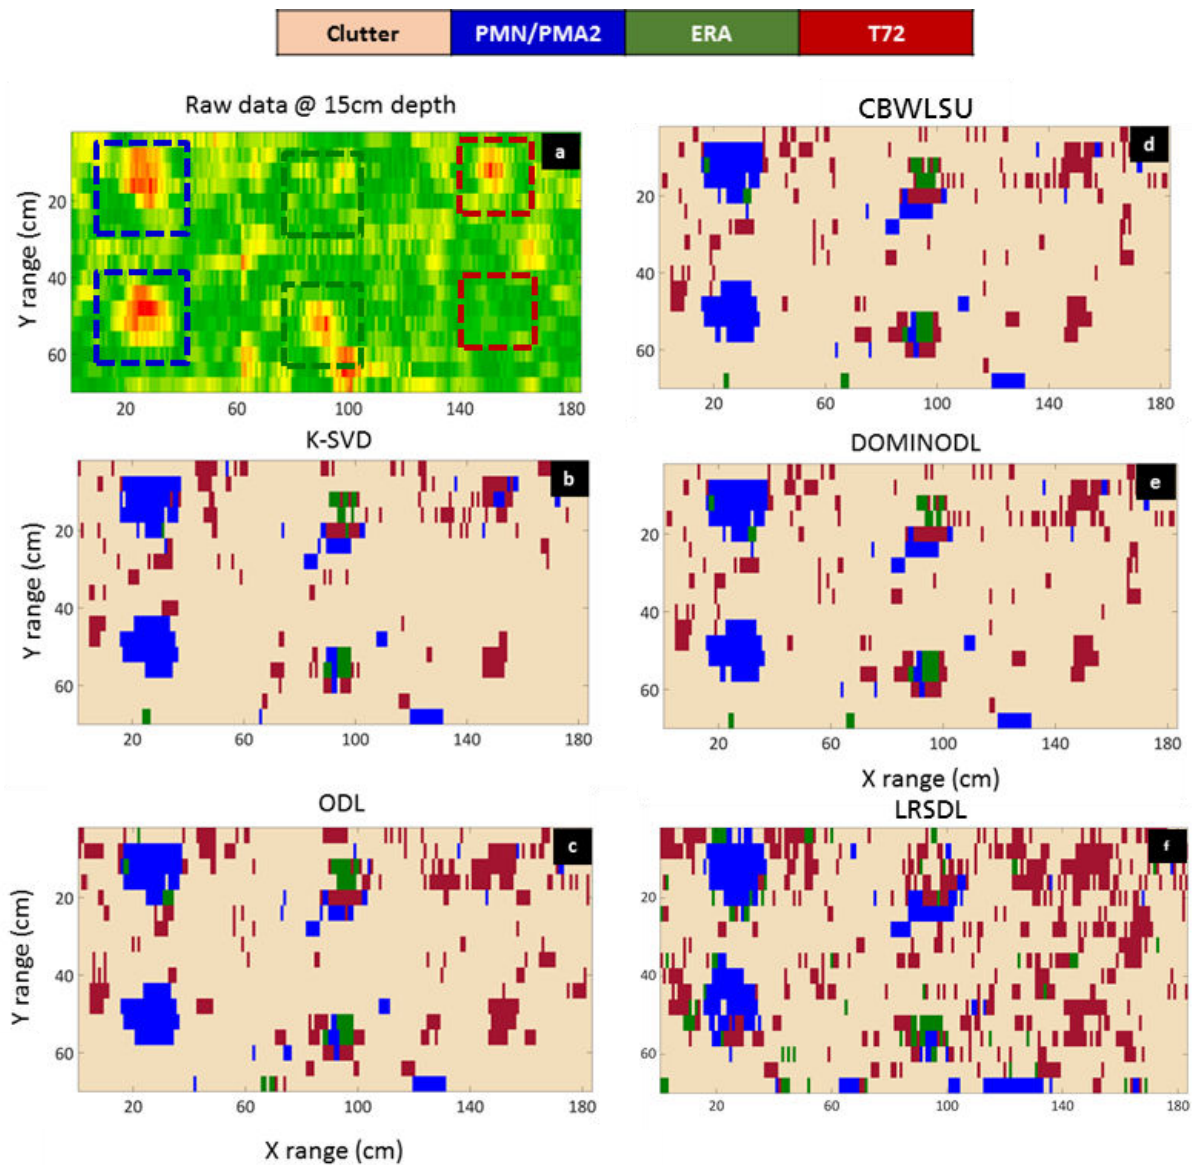 Clutter PMN/PMA2 ERA T72
Raw data @ 15cm depth
a
Y range (cm)
20
40
60
20 60 100 140 180
CBWLSU
d
20
40
60
20 60 100 140 180
K-SVD
b
Y range (cm)
20
40
60
20 60 100 140 180
DOMINODL
e
20
40
60
20 60 100 140 180
X range (cm)
ODL
c
Y range (cm)
20
40
60
20 60 100 140 180
X range (cm)
LRSDL
f
20
40
60
20 60 100 140 180